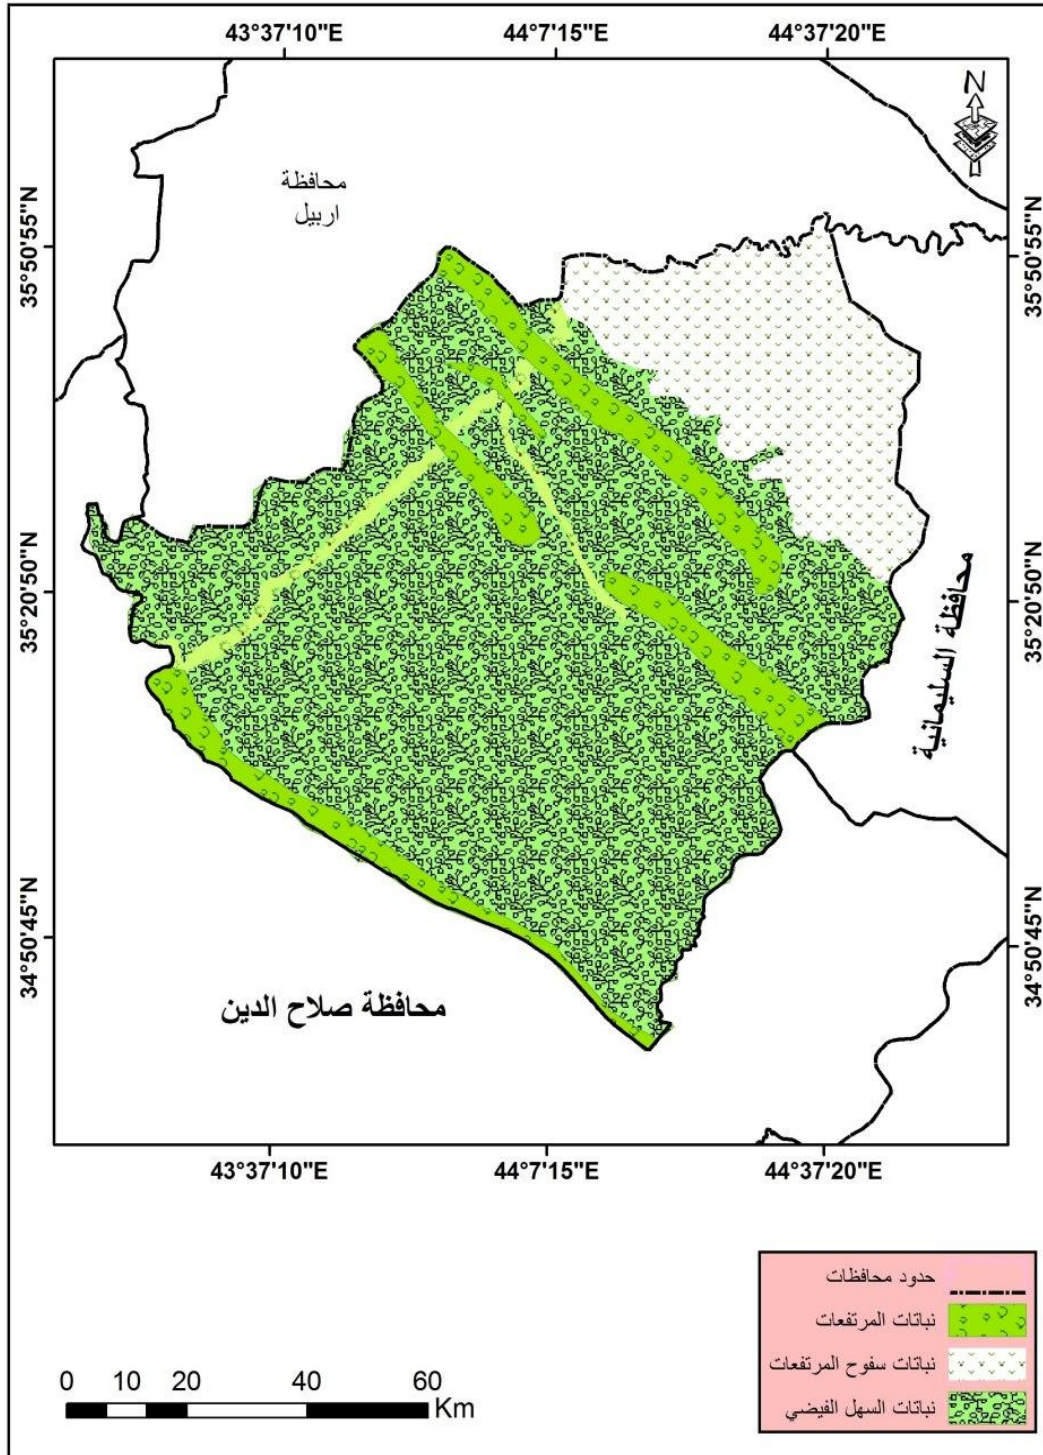 43°37'10"E 44°7'15"E 44°37'20"E
N
محافظة
اربيل
35°50'55"N
35°50'55"N
35°20'50"N
35°20'50"N
محافظة السليمانية
34°50'45"N
34°50'45"N
محافظة صلاح الدين
43°37'10"E 44°7'15"E 44°37'20"E
حدود محافظات
نباتات المرتفعات
نباتات سفوح المرتفعات
نباتات السهل الفيضي
0 10 20 40 60
Km